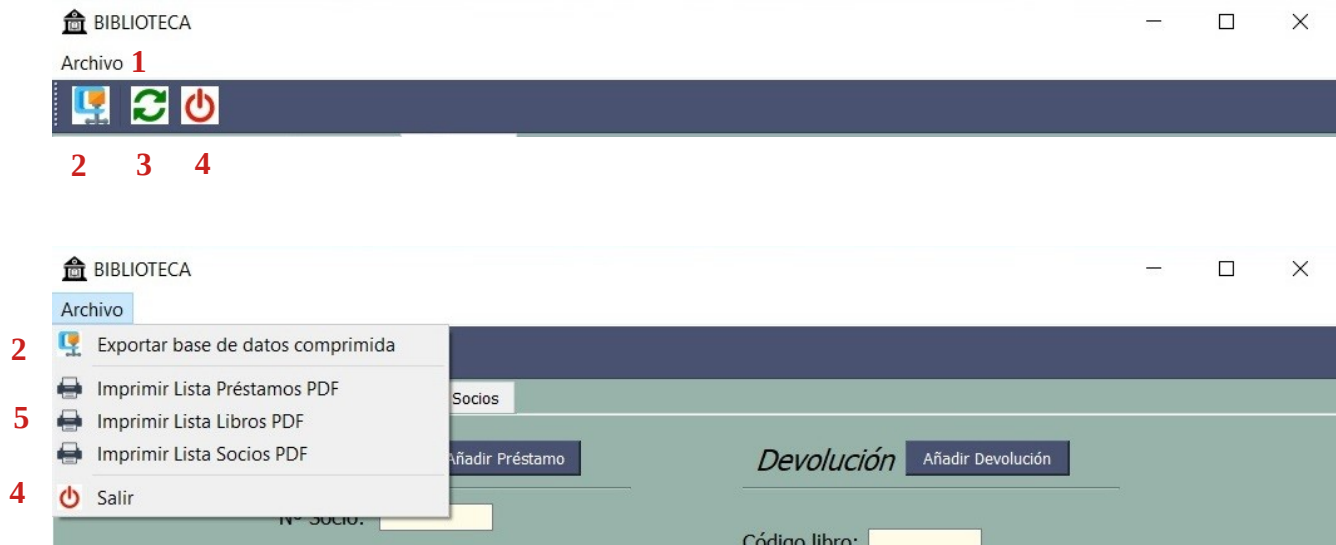 BIBLIOTECA
Archivo 1
2 3 4
BIBLIOTECA
Archivo
2 Exportar base de datos comprimida
Imprimir Lista Préstamos PDF
Socios
5 Imprimir Lista Libros PDF
Imprimir Lista Socios PDF
Añadir Préstamo
Devolución Añadir Devolución
4 Salir
Nº Socio:
Código libro: